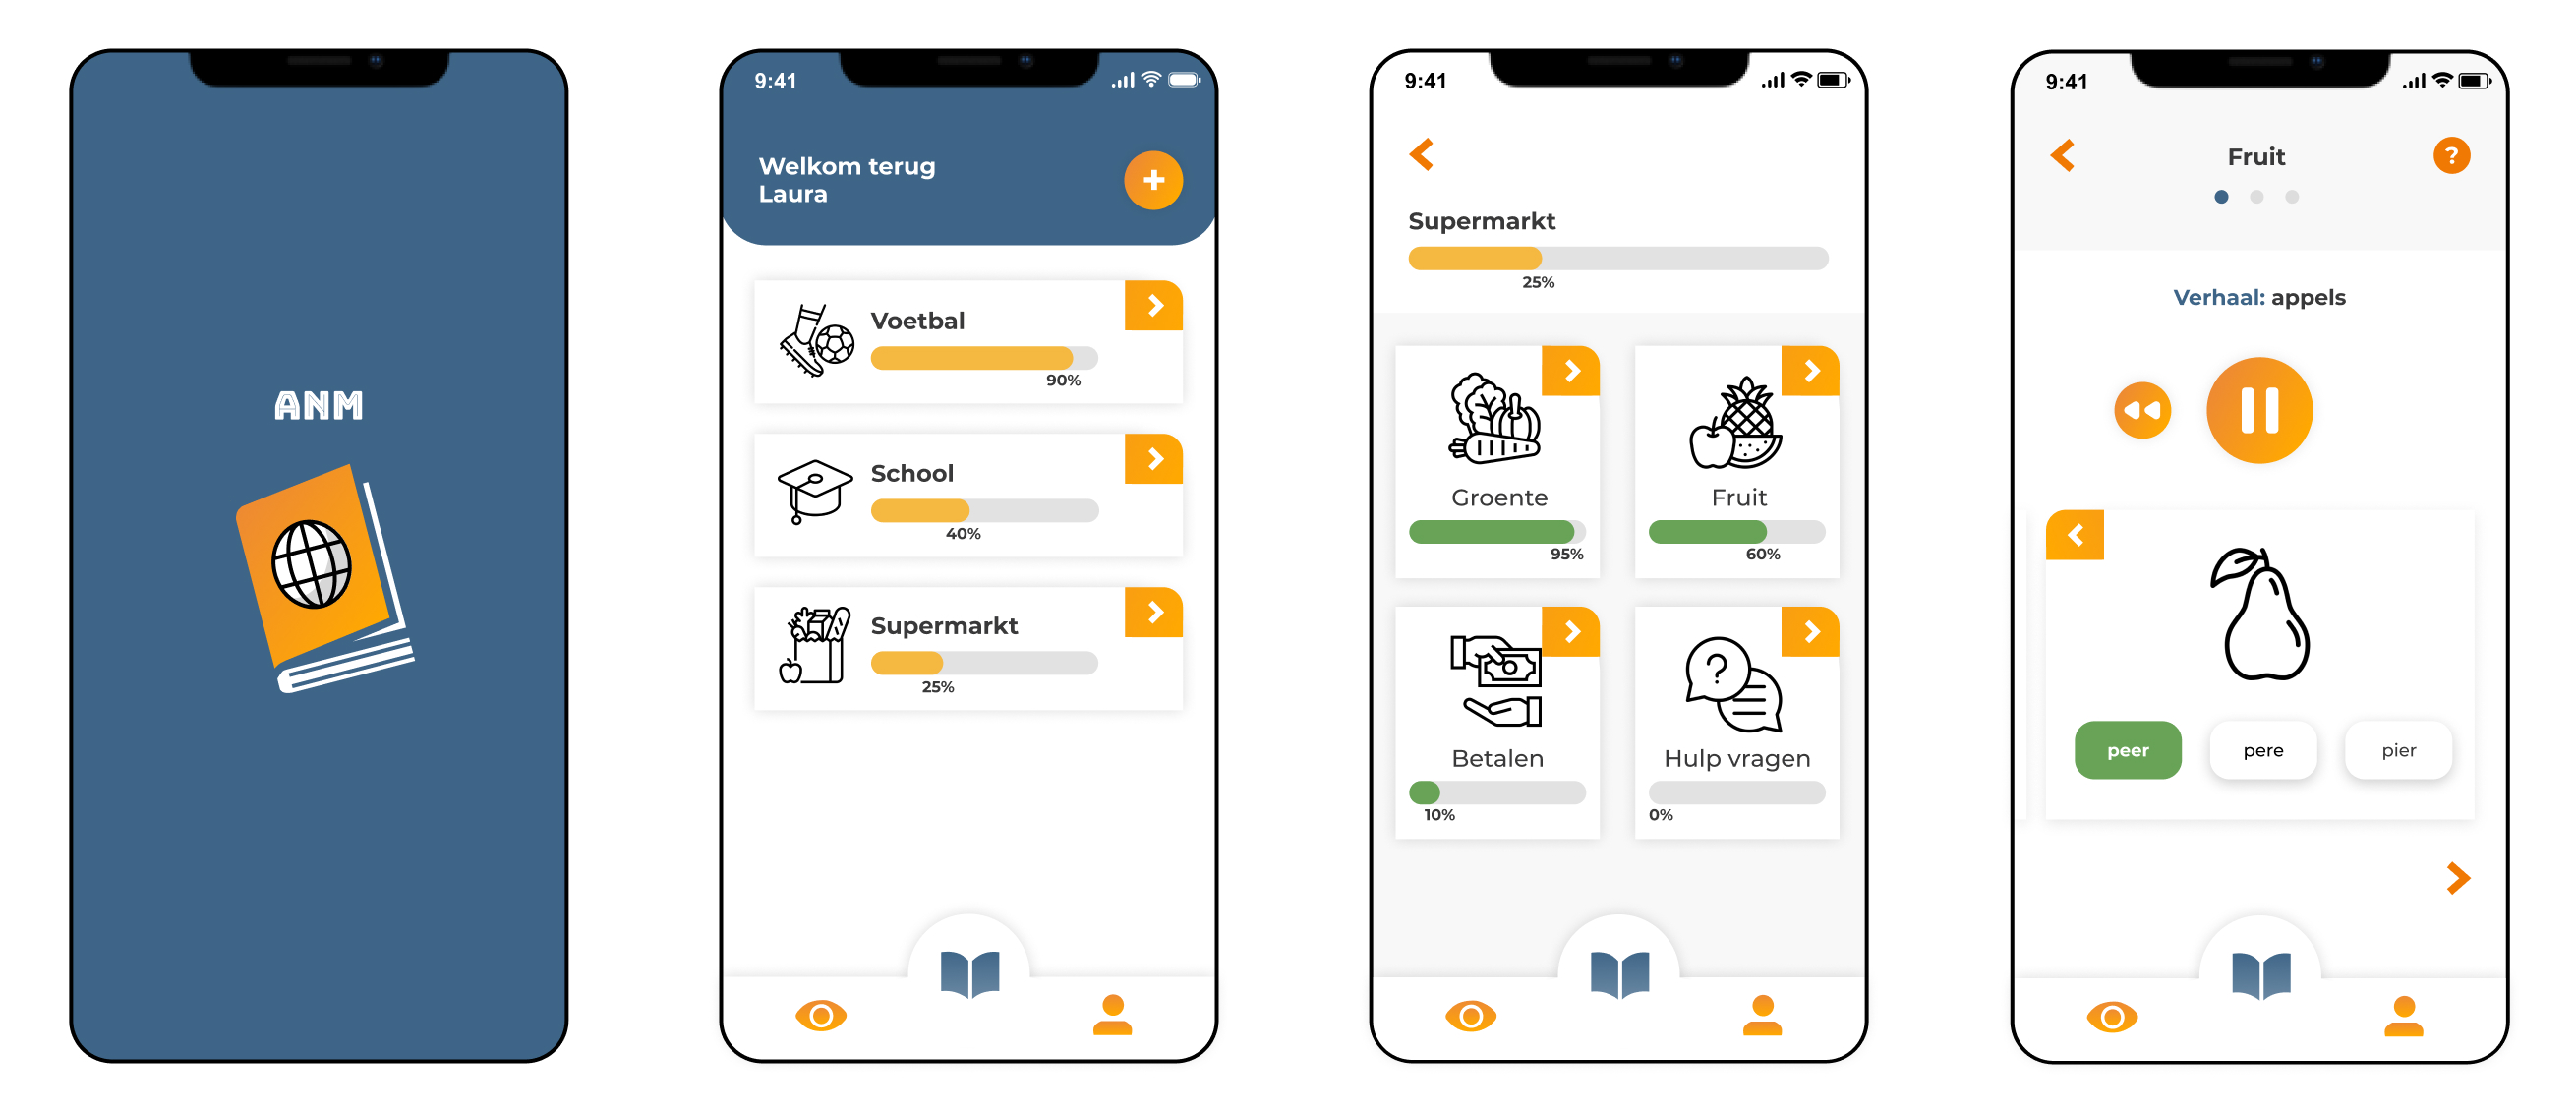 ANM
9:41
Welkom terug
Laura
+
Voetbal
90%
School
40%
Supermarkt
25%
9:41
Supermarkt
25%
Groente
95%
Fruit
60%
Betalen
10%
?
Hulp vragen
0%
9:41
Fruit
?
Verhaal: appels
peer
pere
pier